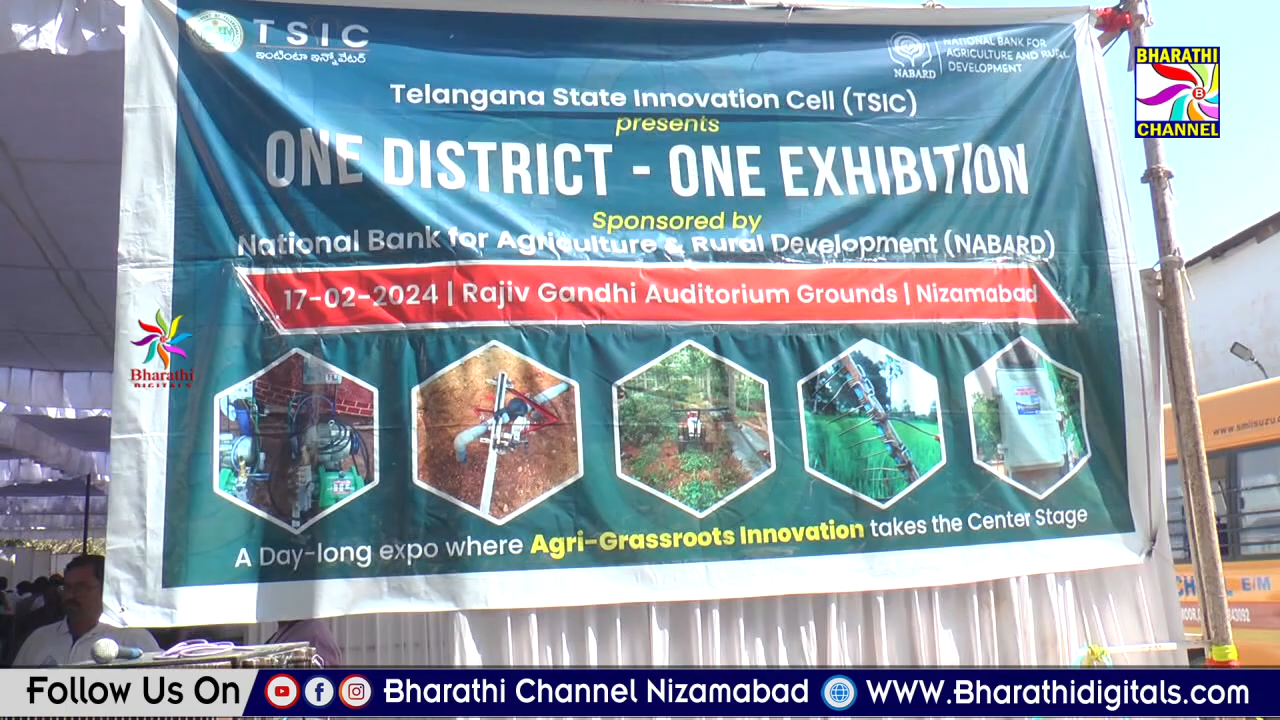 TSIC
ఇంటింటా ఇన్నోవేటర్
NABARD
NATIONAL BANK FOR
AGRICULTURE AND RURAL
DEVELOPMENT
BHARATHI
B
CHANNEL
Telangana State Innovation Cell (TSIC)
presents
ONE DISTRICT - ONE EXHIBITION
Sponsored by
National Bank for Agriculture & Rural Development (NABARD)
17-02-2024 | Rajiv Gandhi Auditorium Grounds | Nizamabad
Bharathi
DIGITALS
A Day-long expo where Agri-Grassroots Innovation takes the Center Stage
www.smlisuzu.c
E/M
Follow Us On
Bharathi Channel Nizamabad
WWW.Bharathidigitals.com